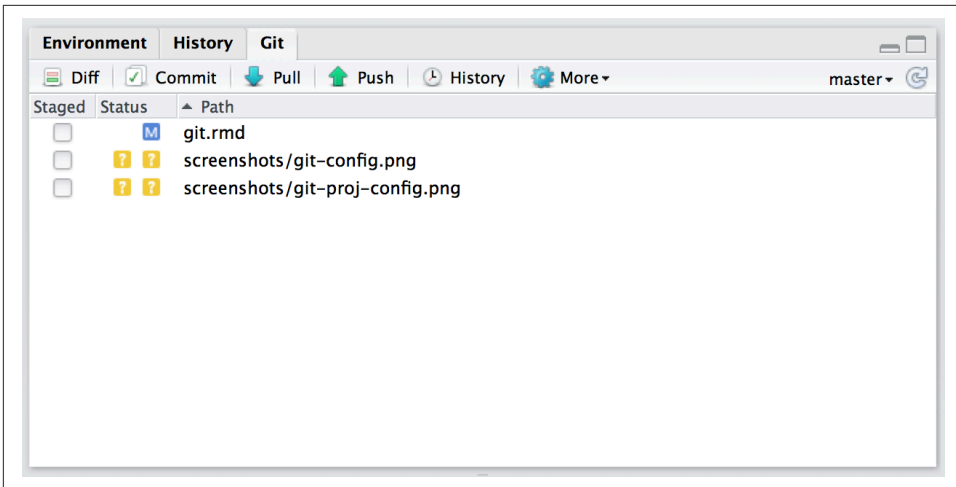 Environment History Git
Diff Commit Pull Push History More master
Staged Status Path
M git.rmd
? ? screenshots/git-config.png
? ? screenshots/git-proj-config.png